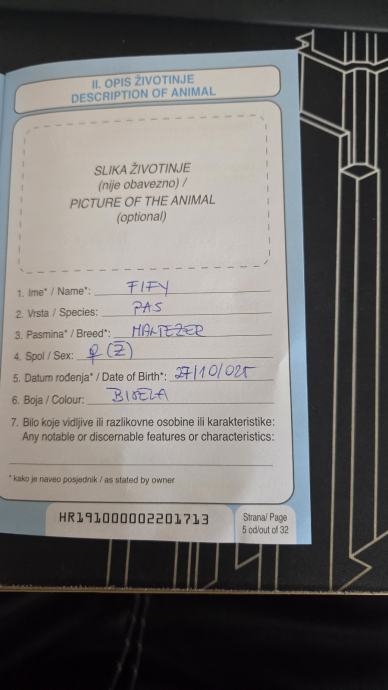 II. OPIS ŽIVOTINJE
DESCRIPTION OF ANIMAL
SLIKA ŽIVOTINJE
(nije obavezno) /
PICTURE OF THE ANIMAL
(optional)
1. Ime* / Name*: FIFY
2. Vrsta / Species: PAS
3. Pasmina* / Breed*: MALTEZER
4. Spol / Sex: ♀ (Ž)
5. Datum rođenja* / Date of Birth*: 27/10/025
6. Boja / Colour: BIJELA
7. Bilo koje vidljive ili razlikovne osobine ili karakteristike:
Any notable or discernable features or characteristics:
* kako je naveo posjednik / as stated by owner
HR191000002201713
Strana/ Page
5 od/out of 32